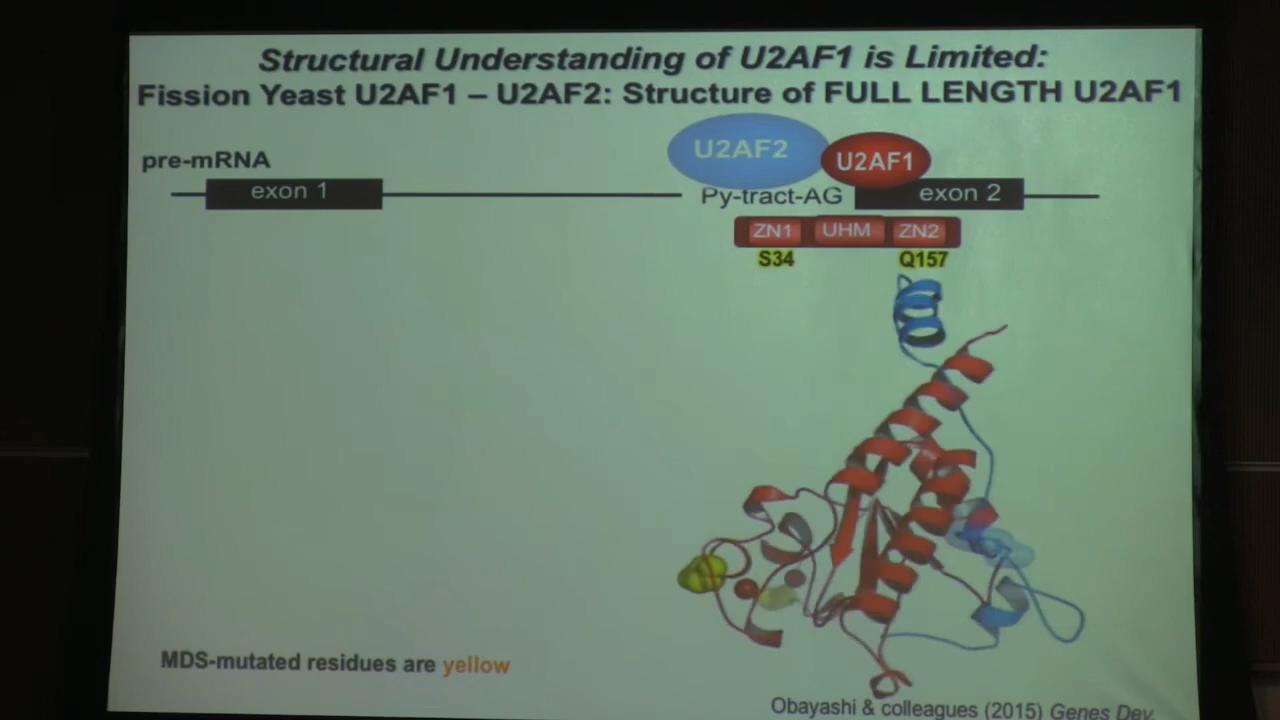 Structural Understanding of U2AF1 is Limited:
Fission Yeast U2AF1 – U2AF2: Structure of FULL LENGTH U2AF1
U2AF2
U2AF1
pre-mRNA
exon 1
Py-tract-AG
exon 2
ZN1
UHM
ZN2
S34
Q157
MDS-mutated residues are yellow
Obayashi & colleagues (2015) Genes Dev.